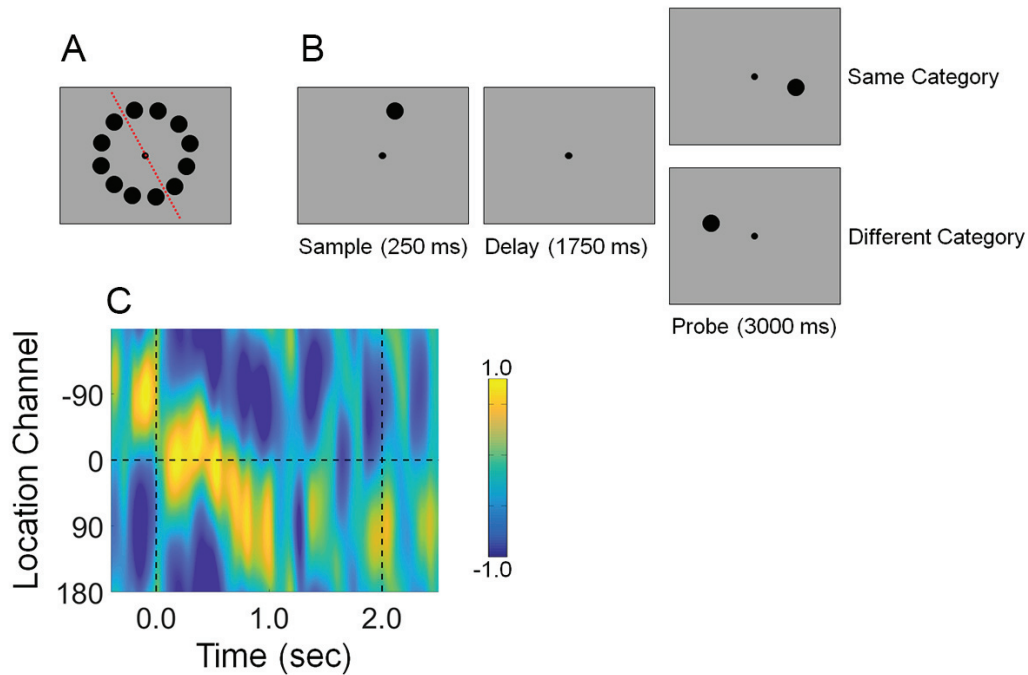 A
B
Same Category
Sample (250 ms)
Delay (1750 ms)
Different Category
Probe (3000 ms)
C
Location Channel
-90
0
90
180
0.0
1.0
2.0
Time (sec)
1.0
-1.0